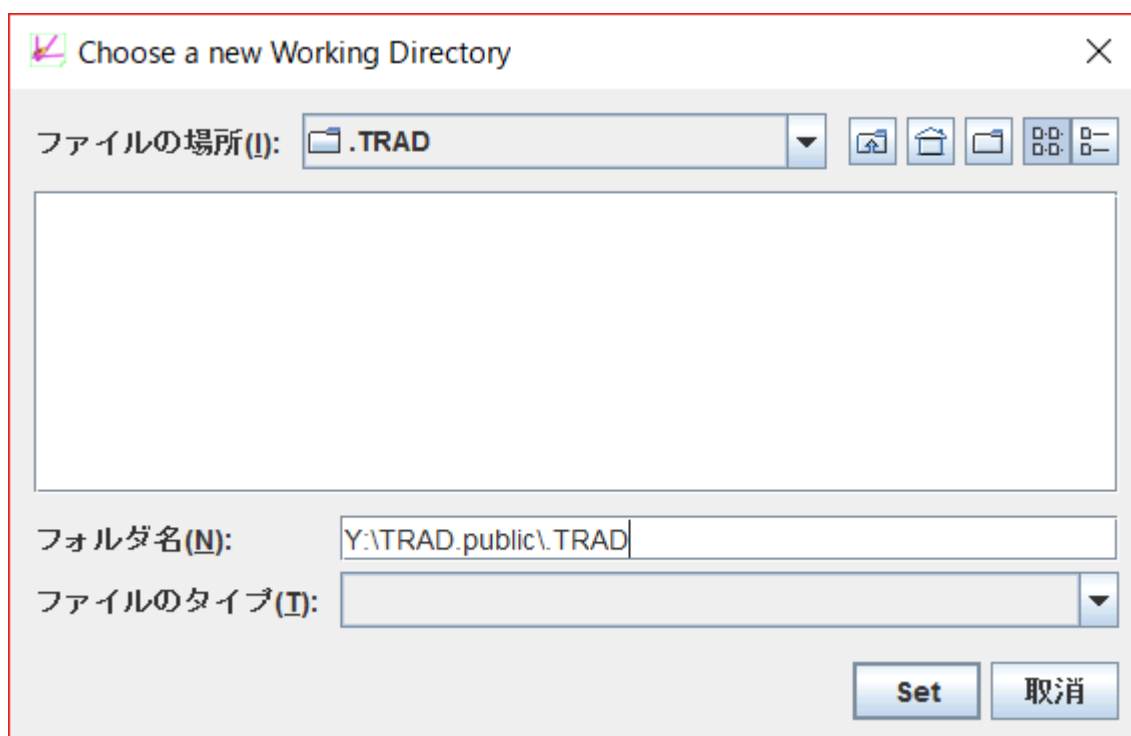 Choose a new Working Directory
ファイルの場所(I): .TRAD
フォルダ名(N): Y:\TRAD.public\.TRAD
ファイルのタイプ(T):
Set 取消